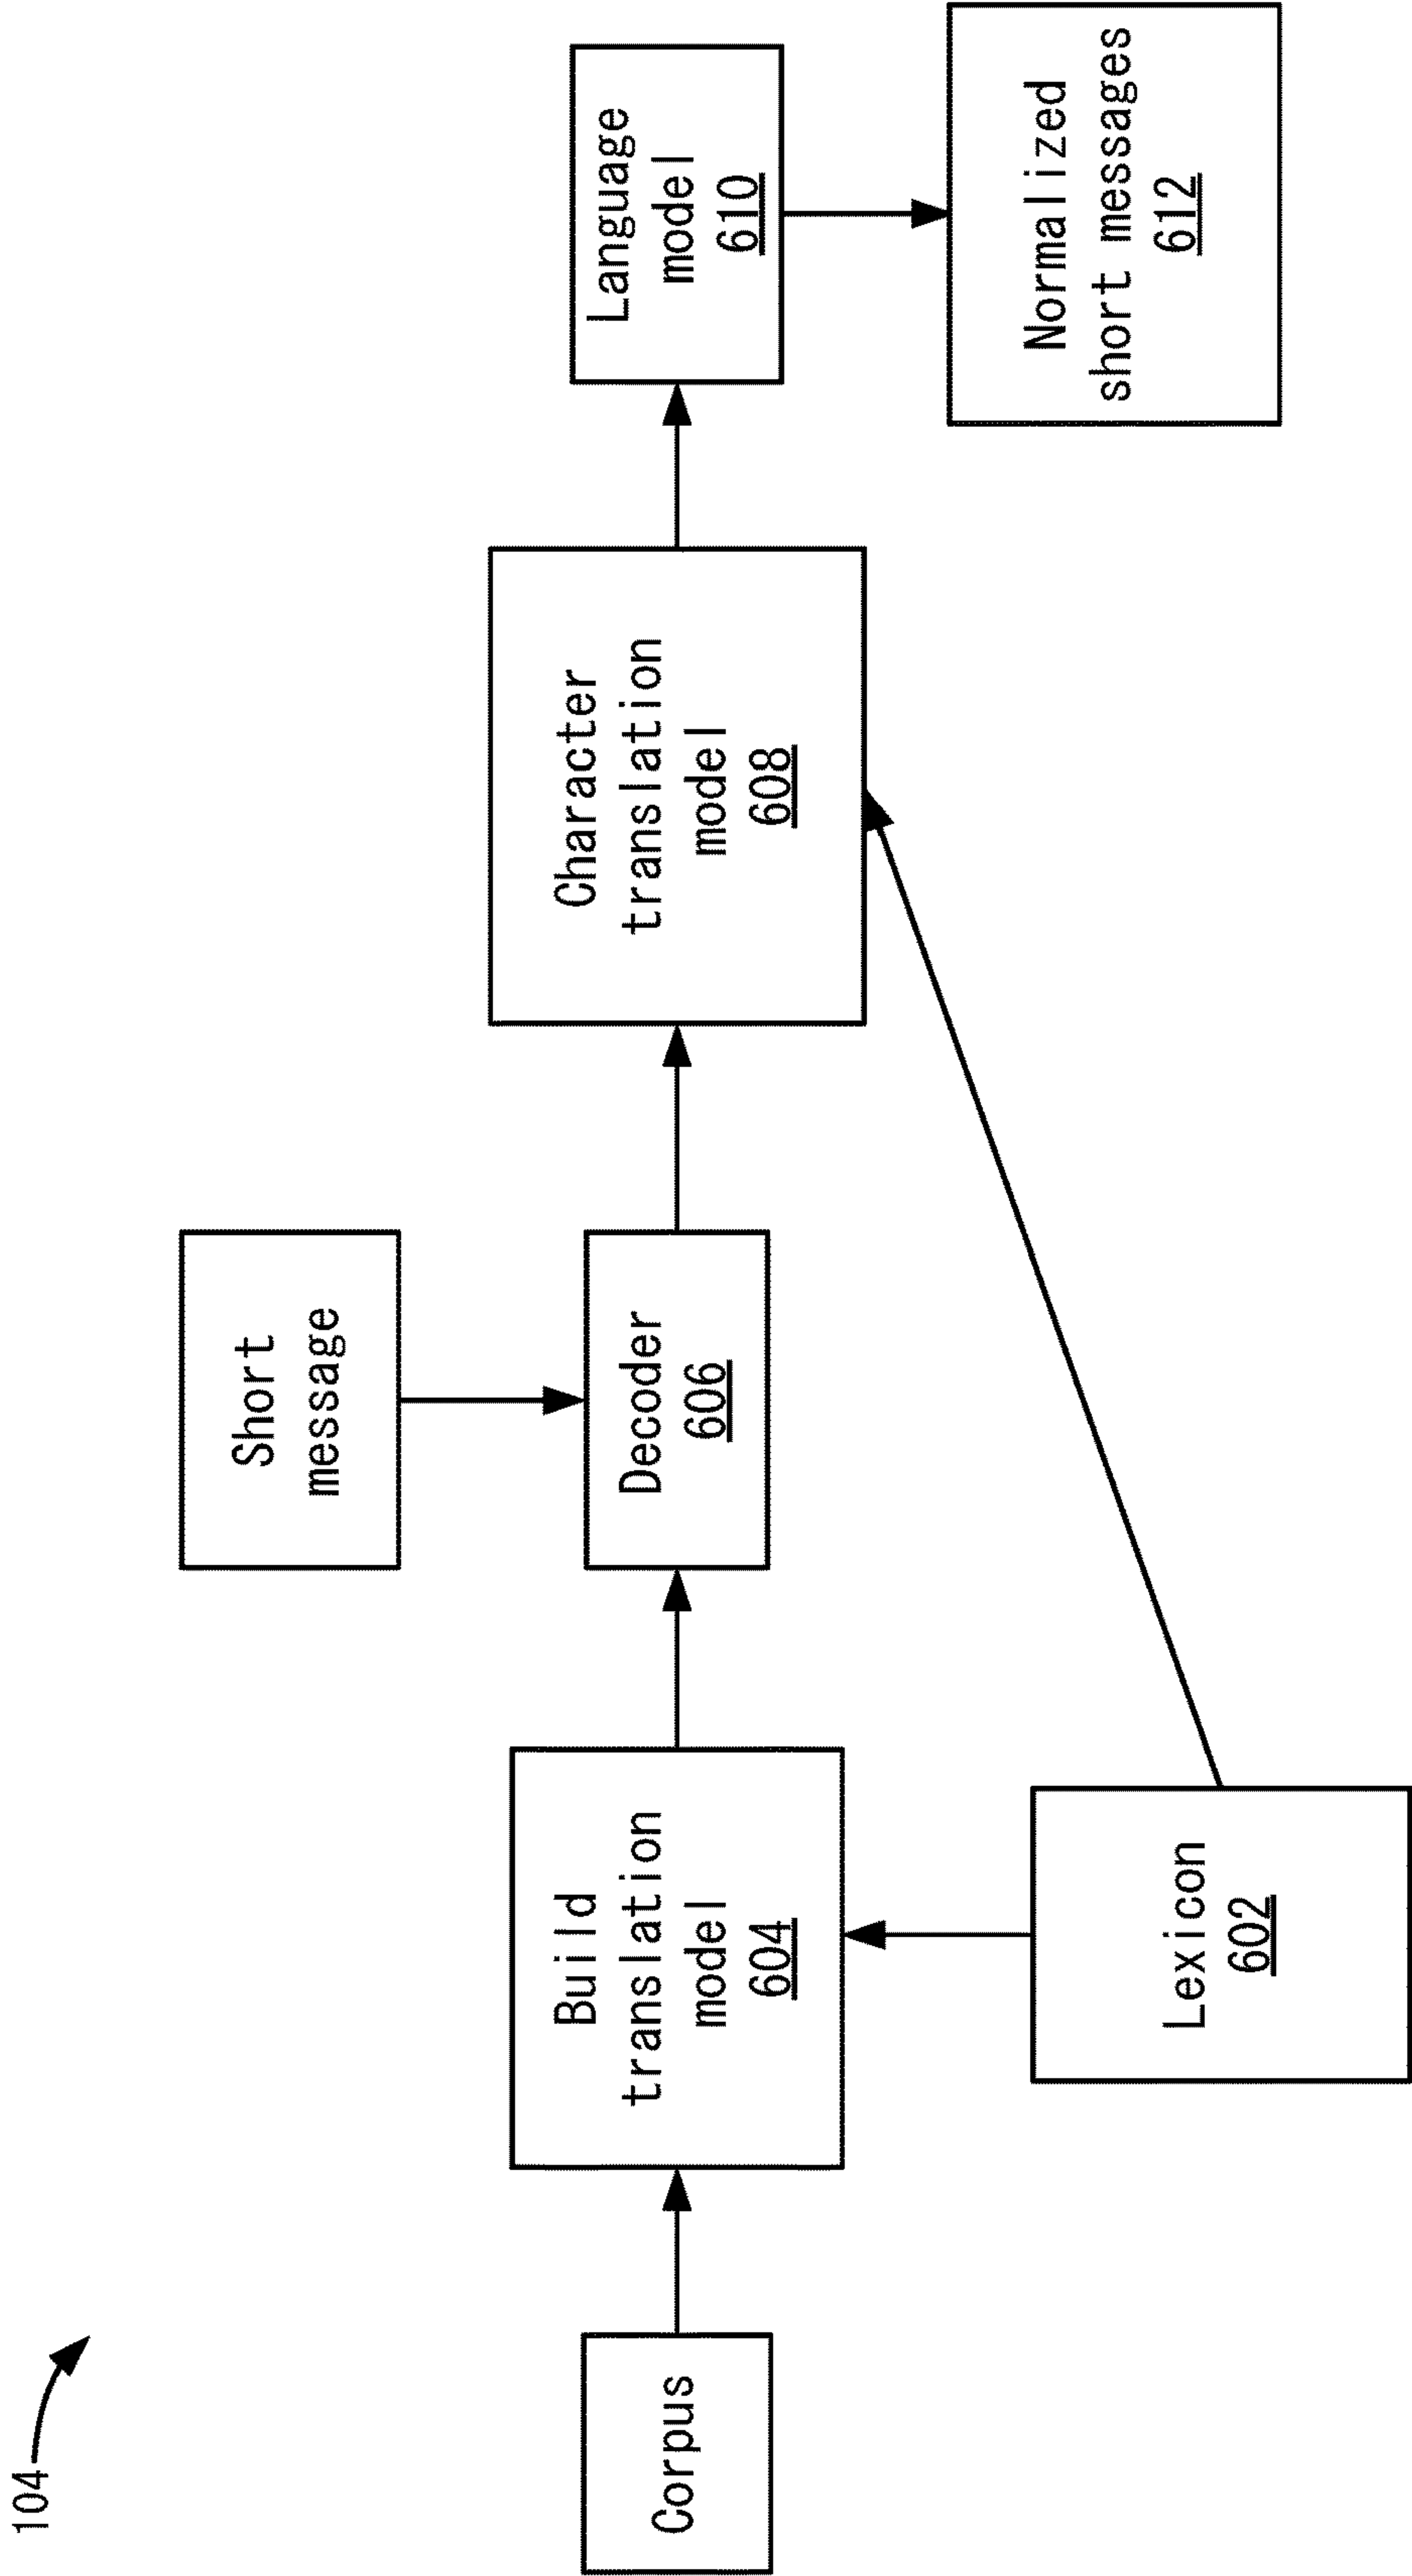 104
Short
message
Corpus
Build
translation
model
604
Decoder
606
Character
translation
model
608
Language
model
610
Lexicon
602
Normalized
short messages
612